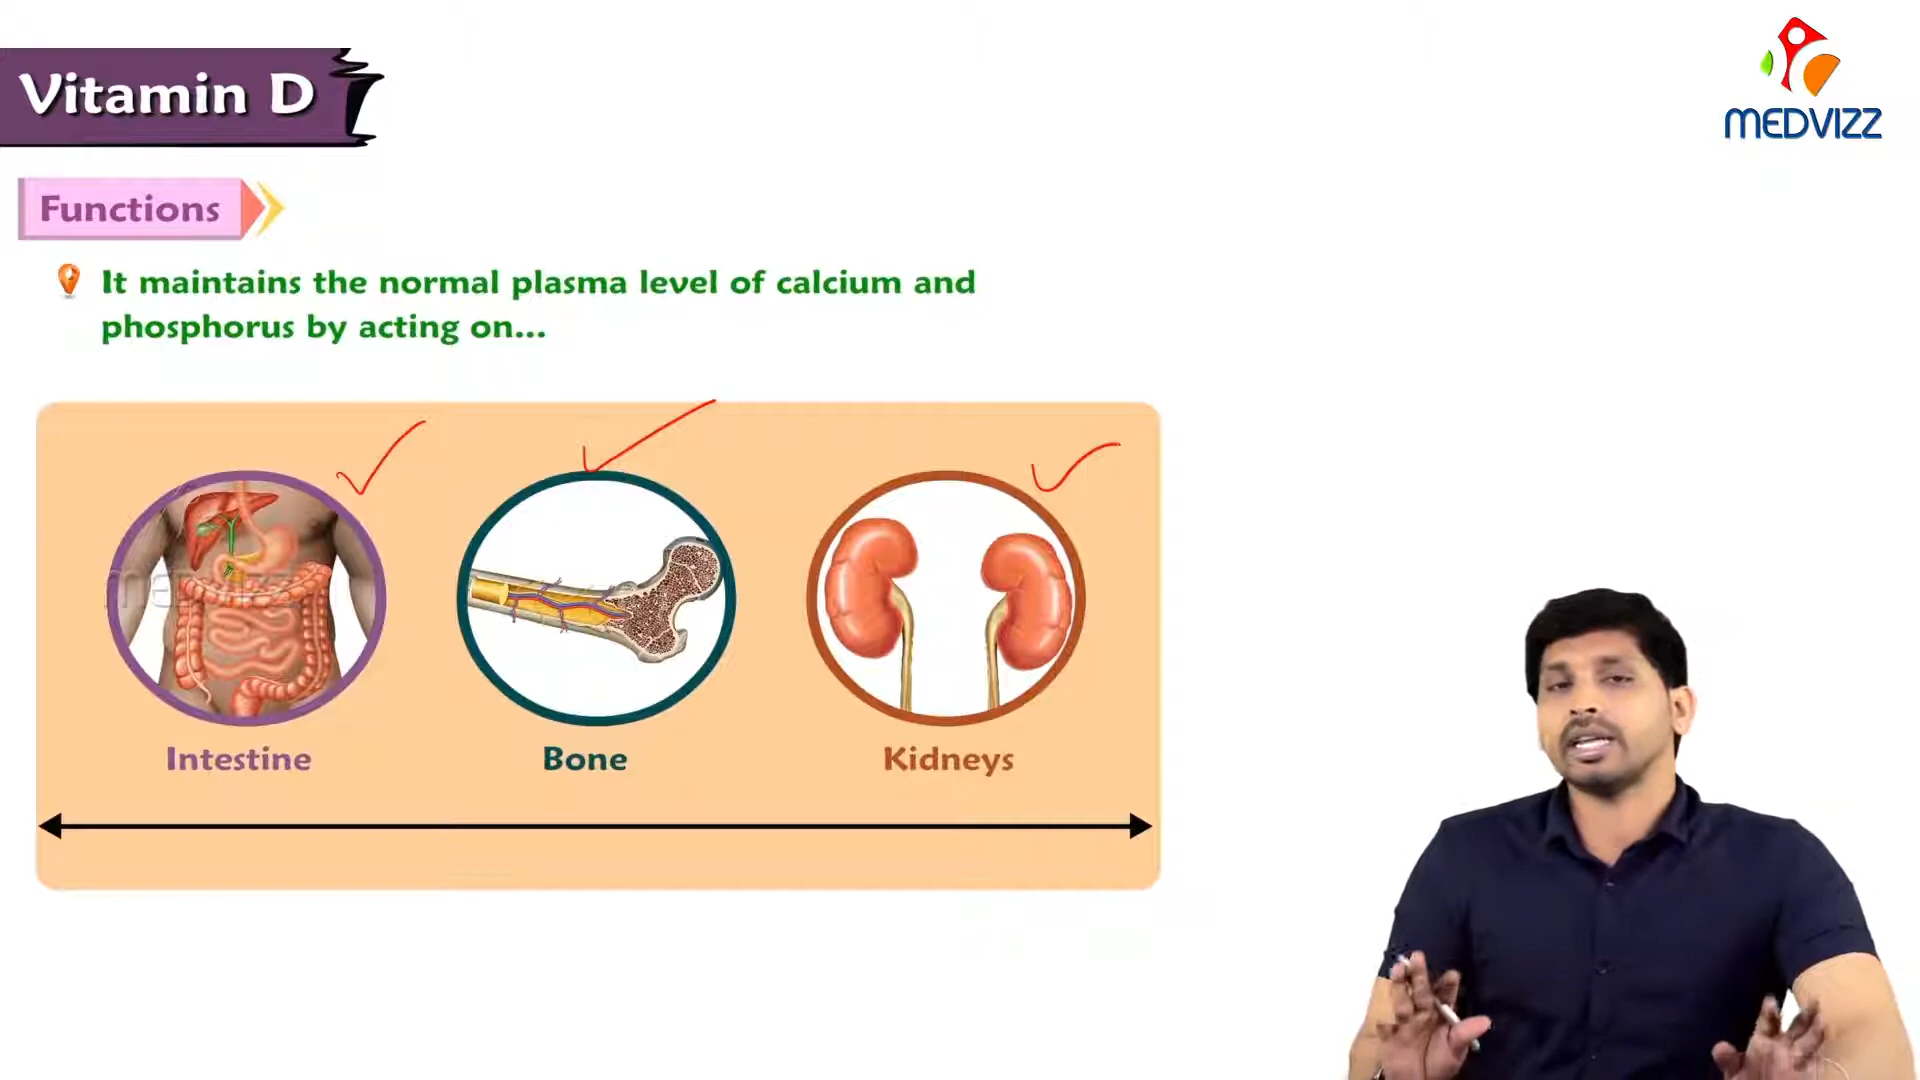 Vitamin D
MEDVIZZ
Functions
It maintains the normal plasma level of calcium and
phosphorus by acting on...
MEDVIZZ
Intestine
Bone
Kidneys